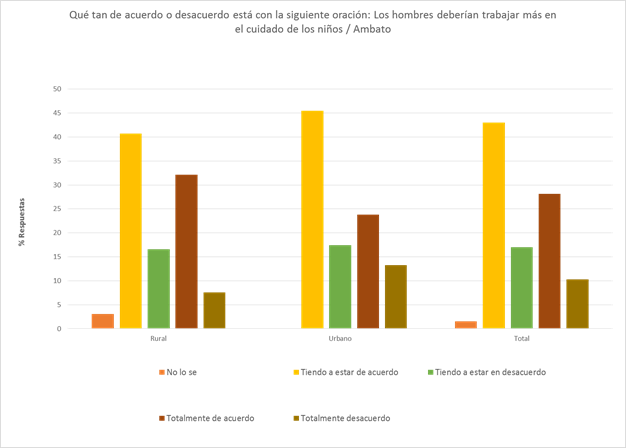 Qué tan de acuerdo o desacuerdo está con la siguiente oración: Los hombres deberían trabajar más en
el cuidado de los niños / Ambato
50
45
40
35
30
25
20
15
10
5
0
% Respuestas
Rural Urbano Total
No lo se Tiendo a estar de acuerdo Tiendo a estar en desacuerdo
Totalmente de acuerdo Totalmente desacuerdo